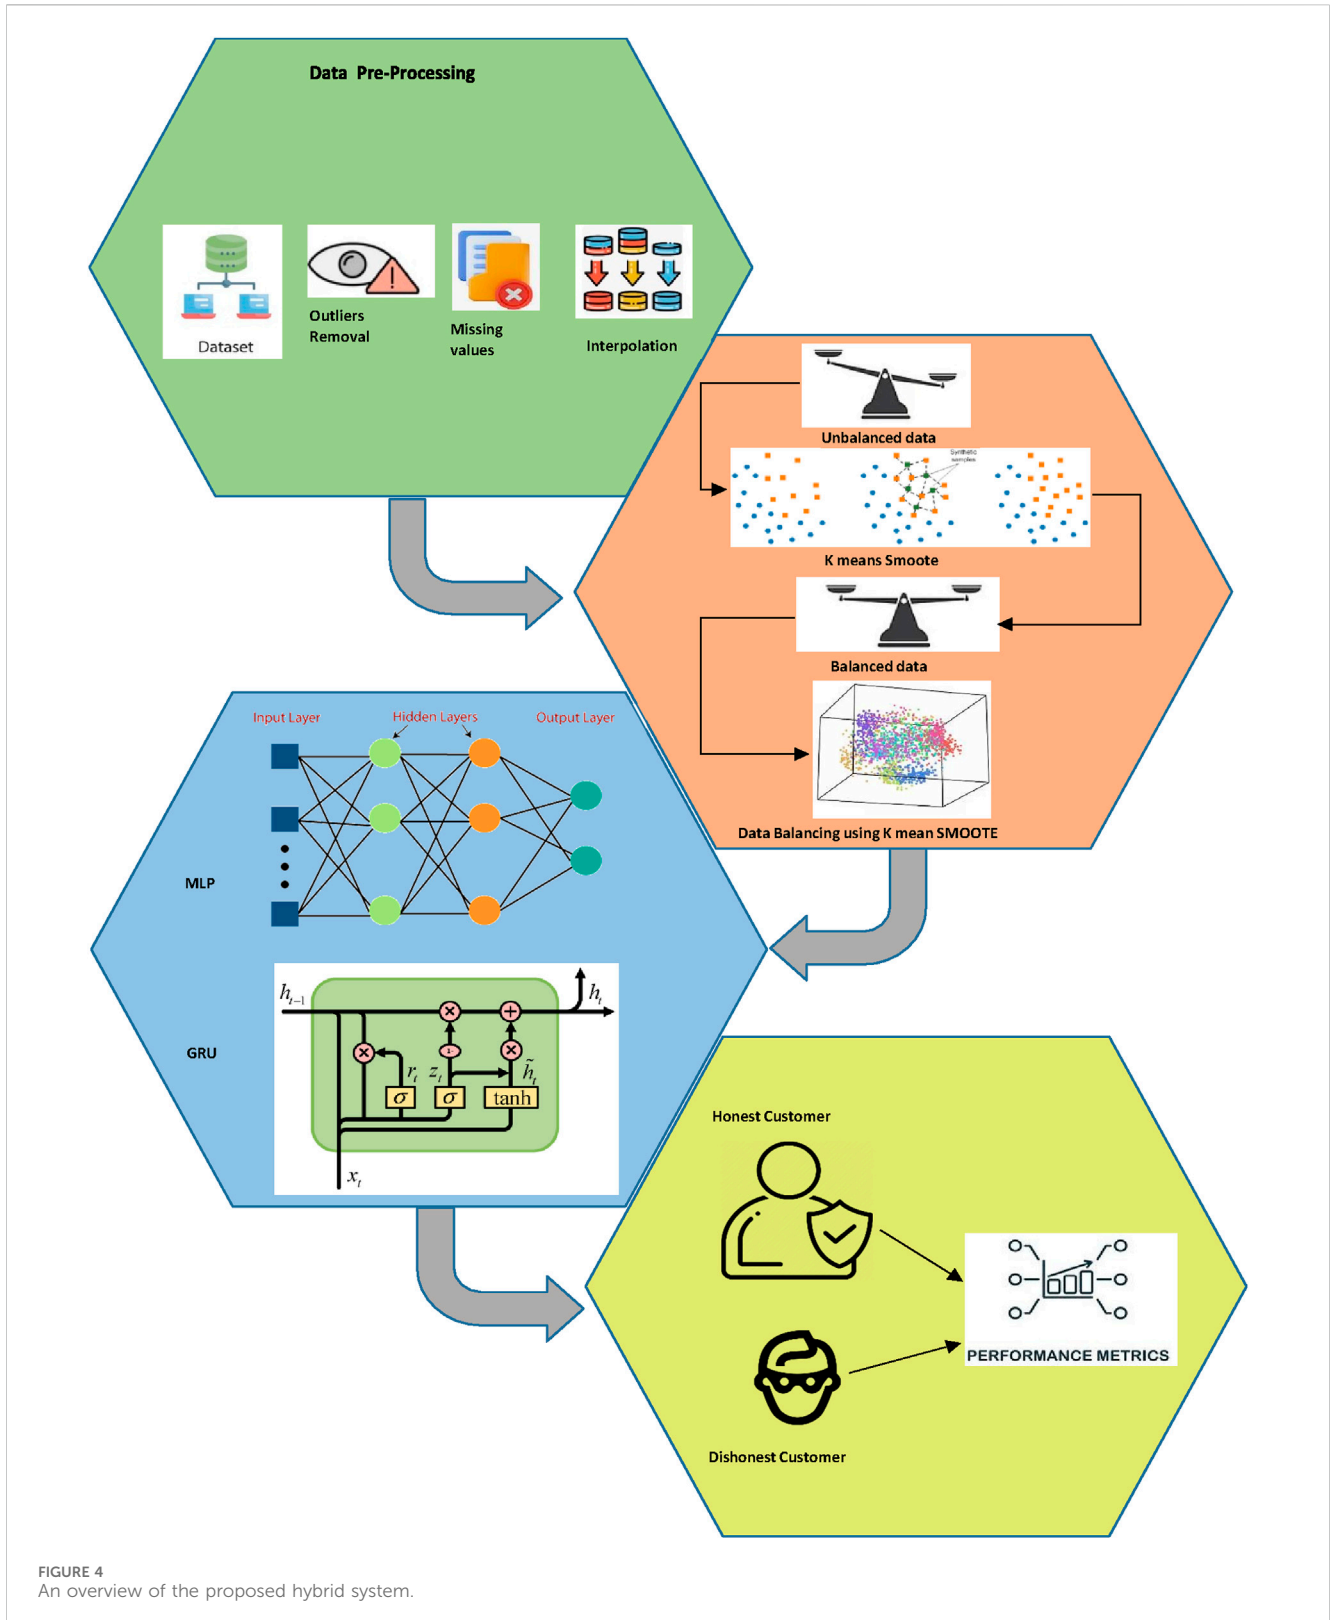 Data Pre-Processing
Dataset
Outliers
Removal
Missing
values
Interpolation
Unbalanced data
Synthetic
samples
K means Smoote
Balanced data
Data Balancing using K mean SMOOTE
Input Layer
Hidden Layers
Output Layer
MLP
GRU
h_{t-1}
h_t
r_t
z_t
h̃_t
σ
σ
tanh
x_t
Honest Customer
PERFORMANCE METRICS
Dishonest Customer
FIGURE 4
An overview of the proposed hybrid system.